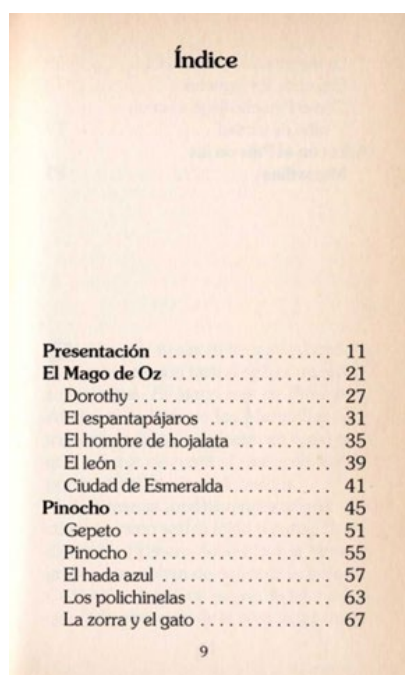 Índice
Presentación . . . . . . . . . . . . . . . . . 11
El Mago de Oz . . . . . . . . . . . . . . . . 21
Dorothy . . . . . . . . . . . . . . . . . . . . 27
El espantapájaros . . . . . . . . . . . . . 31
El hombre de hojalata . . . . . . . . . . 35
El león . . . . . . . . . . . . . . . . . . . . . 39
Ciudad de Esmeralda . . . . . . . . . . 41
Pinocho . . . . . . . . . . . . . . . . . . . . . 45
Gepeto . . . . . . . . . . . . . . . . . . . . . 51
Pinocho . . . . . . . . . . . . . . . . . . . . 55
El hada azul . . . . . . . . . . . . . . . . . 57
Los polichinelas . . . . . . . . . . . . . . 63
La zorra y el gato . . . . . . . . . . . . . 67
9